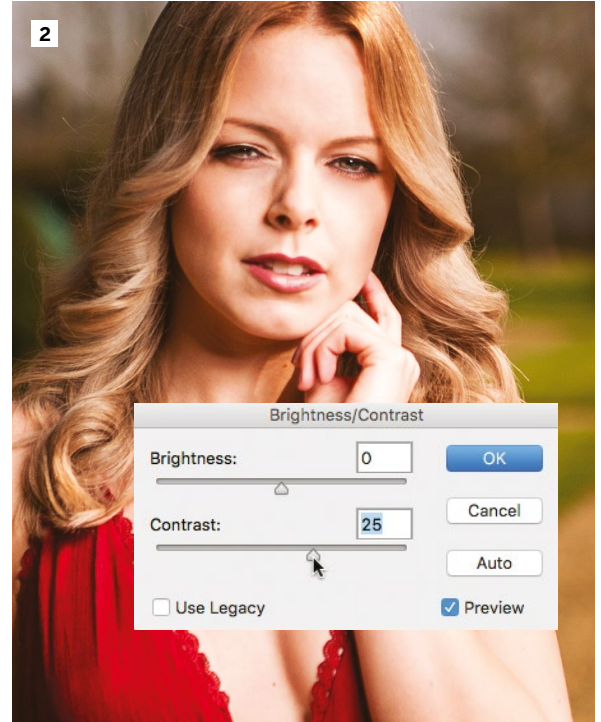 2
Brightness/Contrast
Brightness: 0 OK
Contrast: 25 Cancel
Auto
Use Legacy Preview